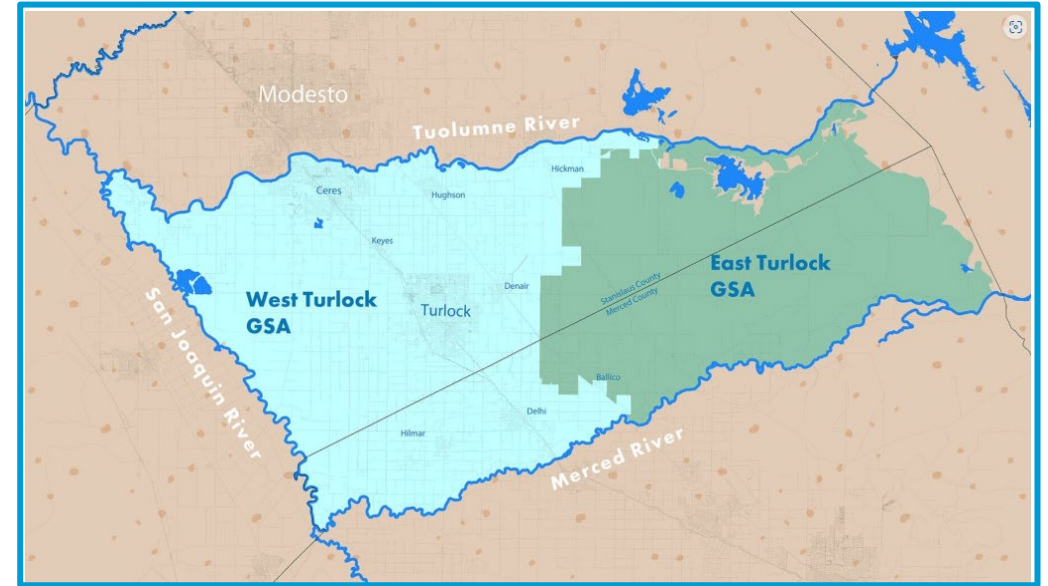 Modesto
Tuolumne River
Hickman
Ceres
Hughson
Keyes
East Turlock
GSA
Denair
Stanislaus County
Merced County
West Turlock
GSA
Turlock
San Joaquin River
Ballico
Delhi
Hilmar
Merced River